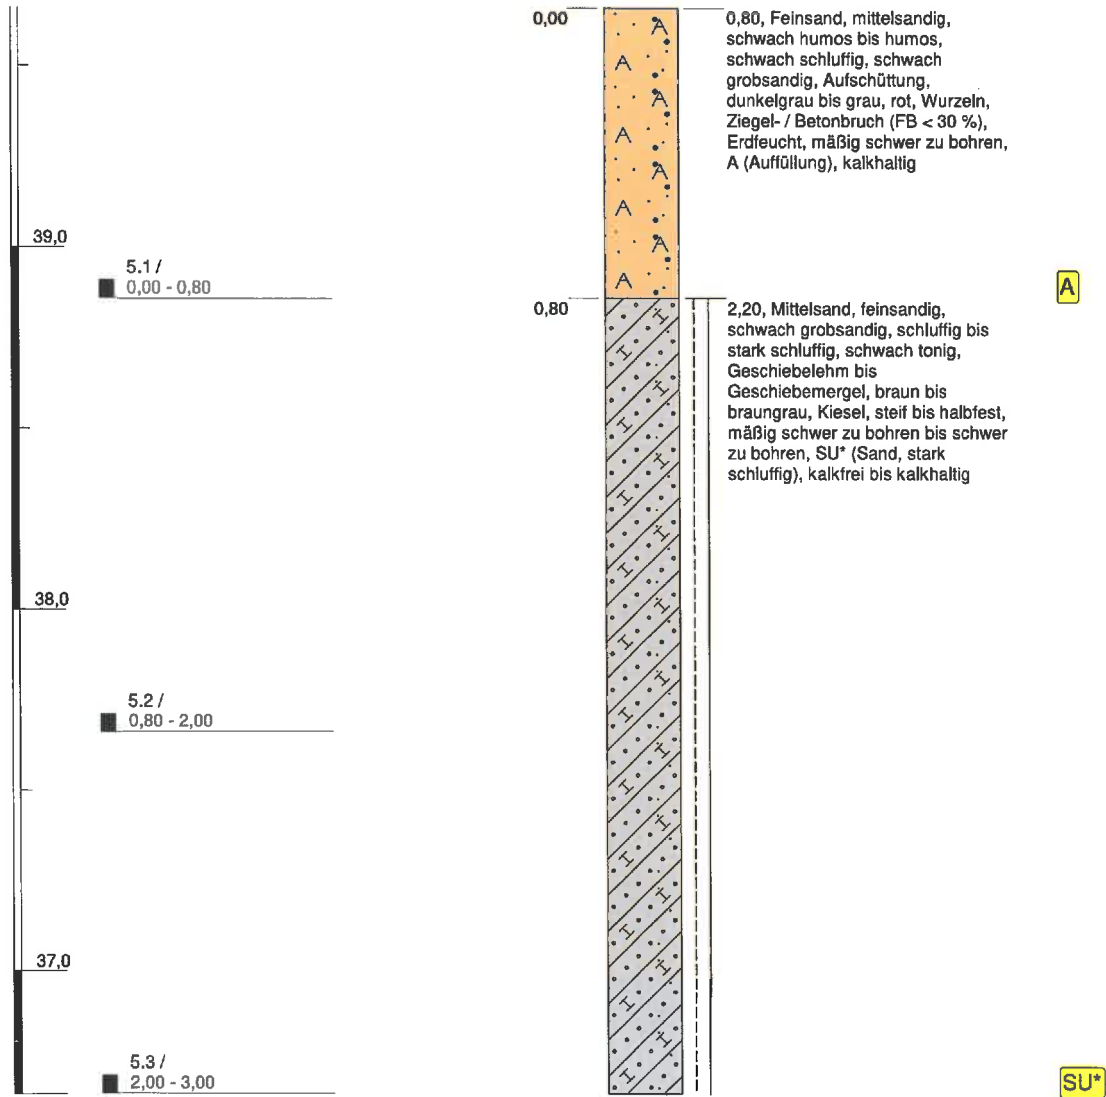 0,00
0,80, Feinsand, mittelsandig,
schwach humos bis humos,
schwach schluffig, schwach
grobsandig, Aufschüttung,
dunkelgrau bis grau, rot, Wurzeln,
Ziegel- / Betonbruch (FB < 30 %),
Erdfeucht, mäßig schwer zu bohren,
A (Auffüllung), kalkhaltig
A
A
A
A
A
A
A
A
39,0
5.1 /
0,00 - 0,80
A
0,80
2,20, Mittelsand, feinsandig,
schwach grobsandig, schluffig bis
stark schluffig, schwach tonig,
Geschiebelehm bis
Geschiebemergel, braun bis
braungrau, Kiesel, steif bis halbfest,
mäßig schwer zu bohren bis schwer
zu bohren, SU* (Sand, stark
schluffig), kalkfrei bis kalkhaltig
38,0
5.2 /
0,80 - 2,00
37,0
5.3 /
2,00 - 3,00
SU*